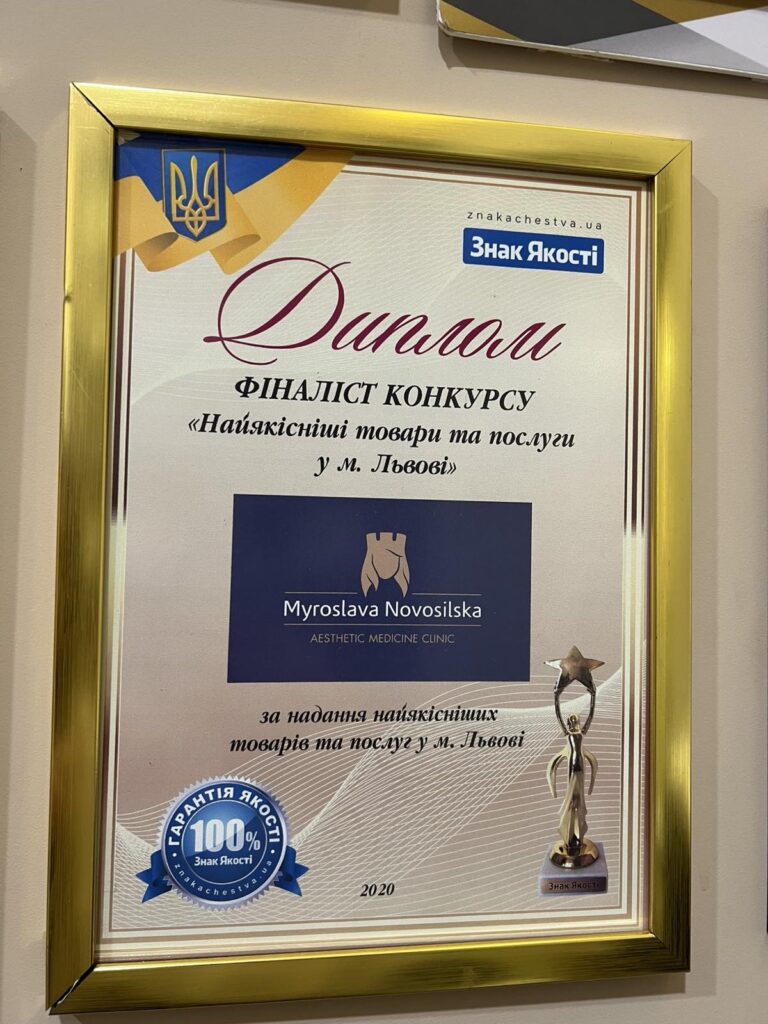 znakachestva.ua
Знак Якості
Диплом
ФІНАЛІСТ КОНКУРСУ
«Найякісніші товари та послуги
у м. Львові»
Myroslava Novosilska
AESTHETIC MEDICINE CLINIC
за надання найякісніших
товарів та послуг у м. Львові
ГАРАНТІЯ ЯКОСТІ
100%
Знак Якості
znakachestva.ua
Знак Якості
2020